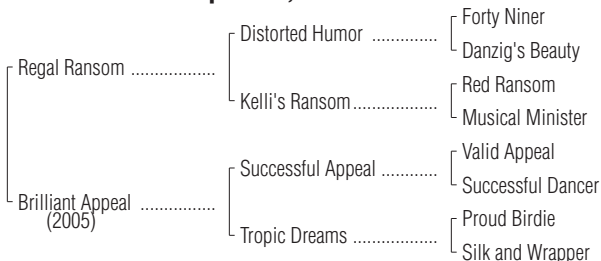 Forty Niner
Distorted Humor ..............
Danzig's Beauty
Regal Ransom ..................
Red Ransom
Kelli's Ransom..................
Musical Minister
Valid Appeal
Successful Appeal ............
Successful Dancer
Brilliant Appeal ................
(2005)
Proud Birdie
Tropic Dreams ..................
Silk and Wrapper